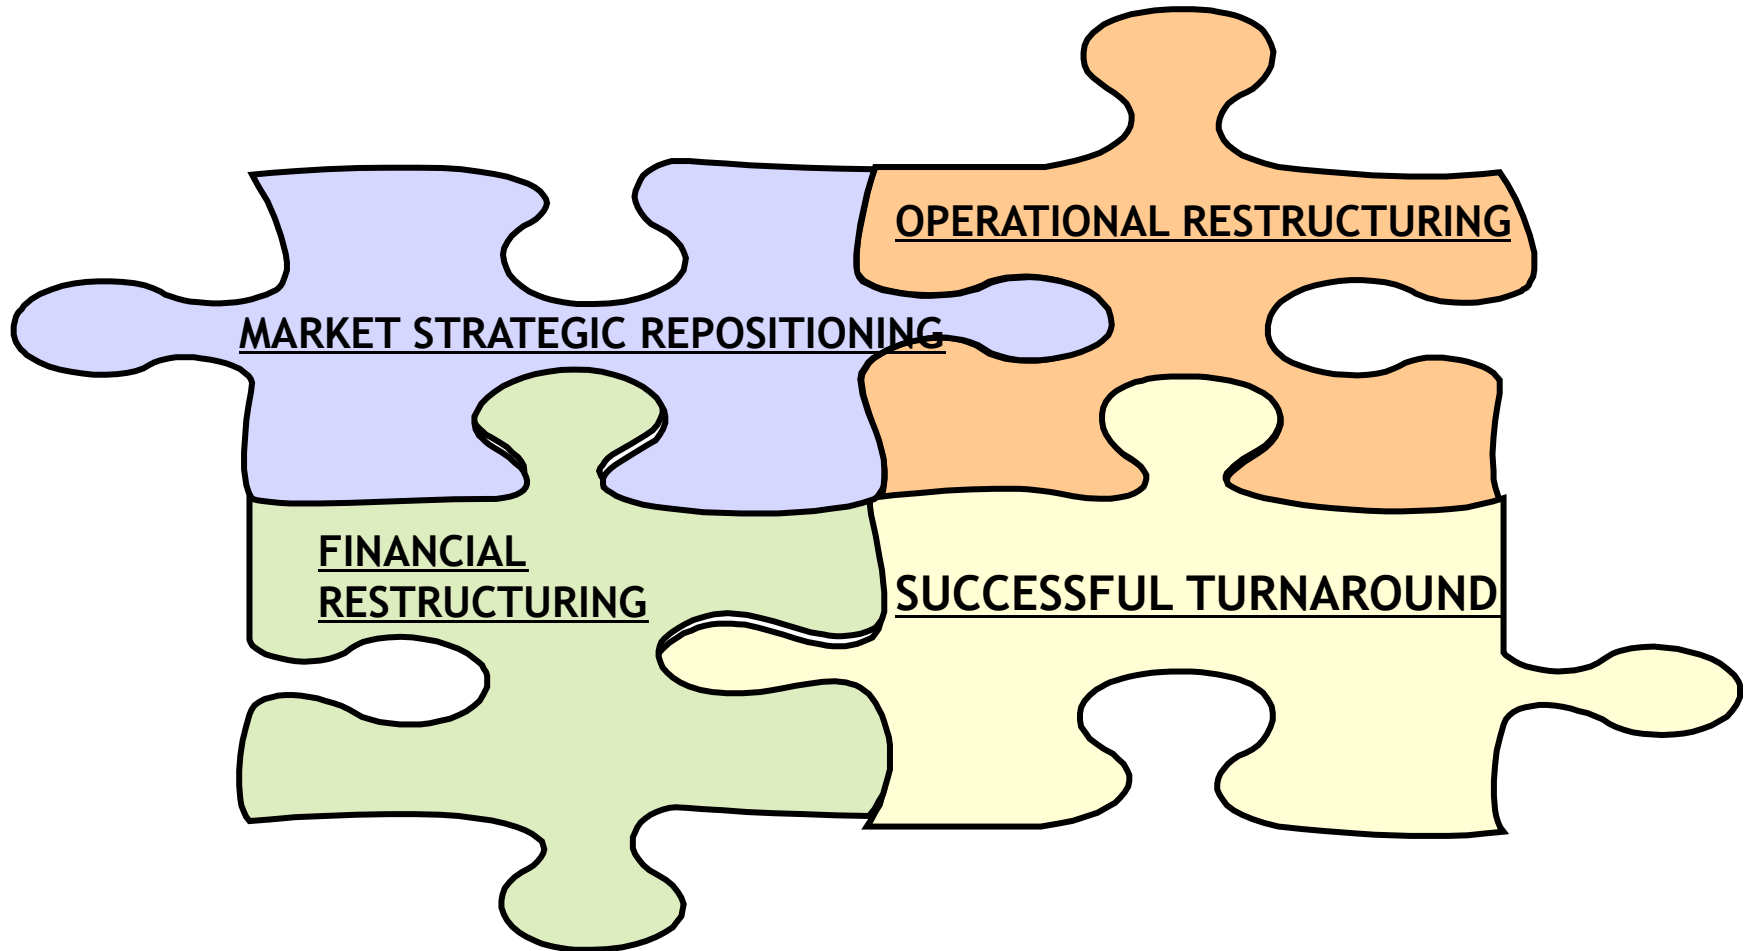 OPERATIONAL RESTRUCTURING
MARKET STRATEGIC REPOSITIONING
FINANCIAL
RESTRUCTURING
SUCCESSFUL TURNAROUND